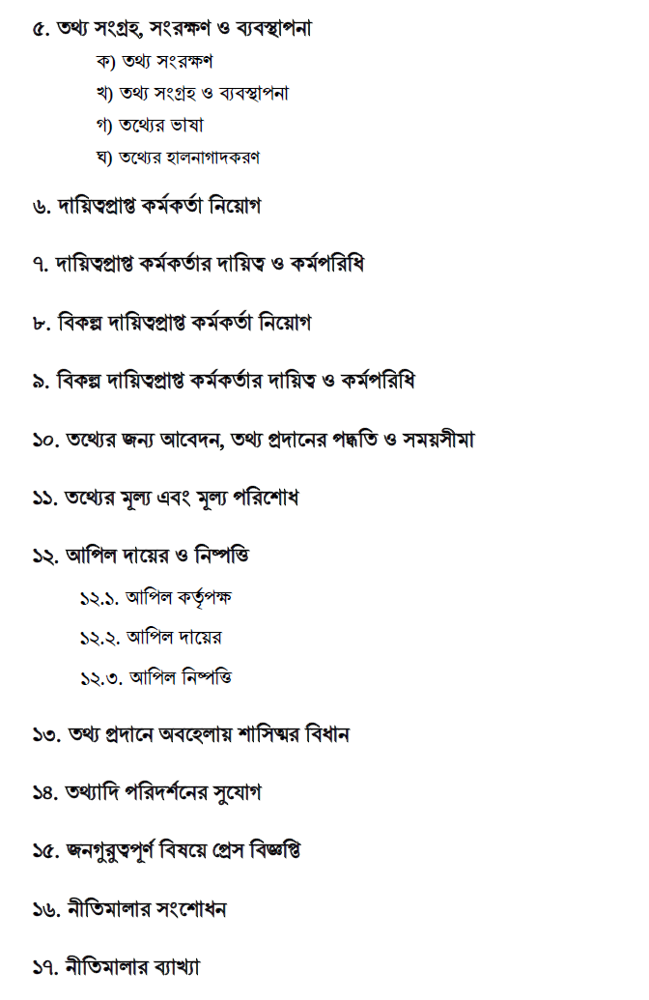 ৫. তথ্য সংগ্রহ, সংরক্ষণ ও ব্যবস্থাপনা
ক) তথ্য সংরক্ষণ
খ) তথ্য সংগ্রহ ও ব্যবস্থাপনা
গ) তথ্যের ভাষা
ঘ) তথ্যের হালনাগাদকরণ
৬. দায়িত্বপ্রাপ্ত কর্মকর্তা নিয়োগ
৭. দায়িত্বপ্রাপ্ত কর্মকর্তার দায়িত্ব ও কর্মপরিধি
৮. বিকল্প দায়িত্বপ্রাপ্ত কর্মকর্তা নিয়োগ
৯. বিকল্প দায়িত্বপ্রাপ্ত কর্মকর্তার দায়িত্ব ও কর্মপরিধি
১০. তথ্যের জন্য আবেদন, তথ্য প্রদানের পদ্ধতি ও সময়সীমা
১১. তথ্যের মূল্য এবং মূল্য পরিশোধ
১২. আপিল দায়ের ও নিষ্পত্তি
১২.১. আপিল কর্তৃপক্ষ
১২.২. আপিল দায়ের
১২.৩. আপিল নিষ্পত্তি
১৩. তথ্য প্রদানে অবহেলায় শাসিত্মর বিধান
১৪. তথ্যাদি পরিদর্শনের সুযোগ
১৫. জনগুরুত্বপূর্ণ বিষয়ে প্রেস বিজ্ঞপ্তি
১৬. নীতিমালার সংশোধন
১৭. নীতিমালার ব্যাখ্যা